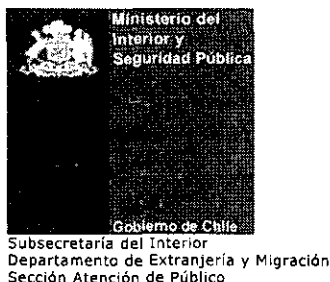 Ministerio del
Interior y
Seguridad Pública
Gobierno de Chile
Subsecretaría del Interior
Departamento de Extranjería y Migración
Sección Atención de Público